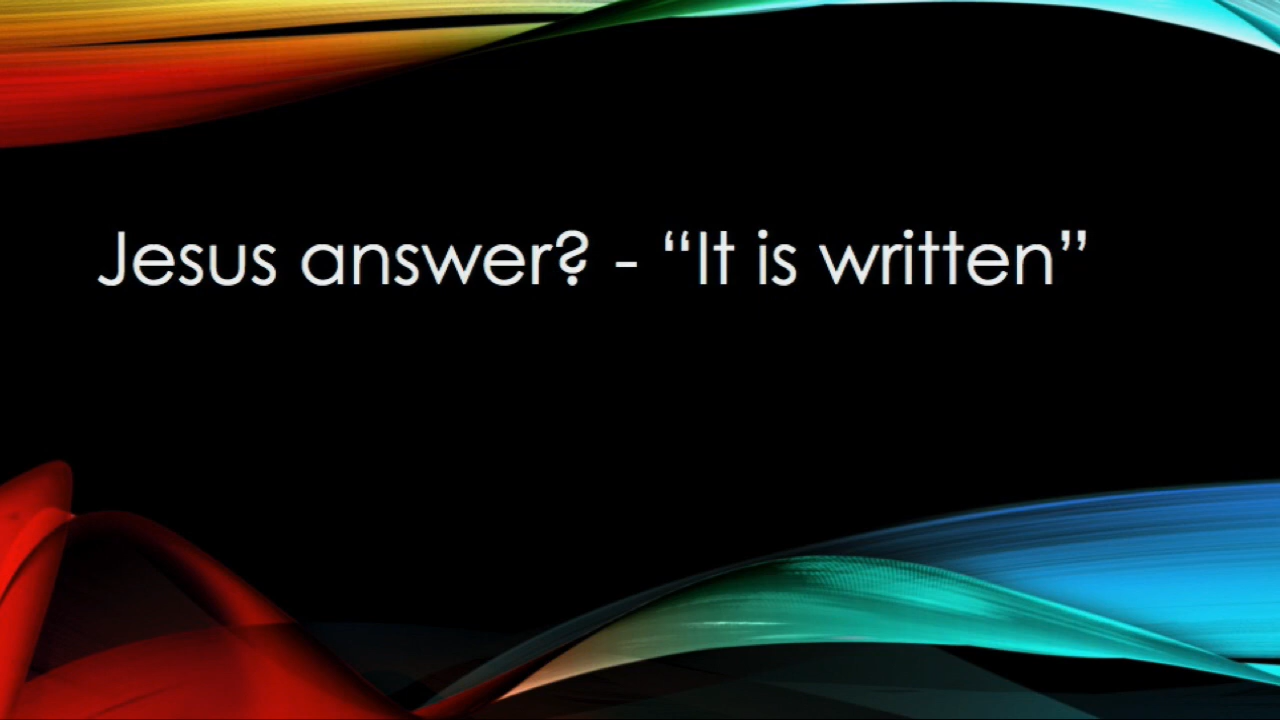 Jesus answer? - “It is written”